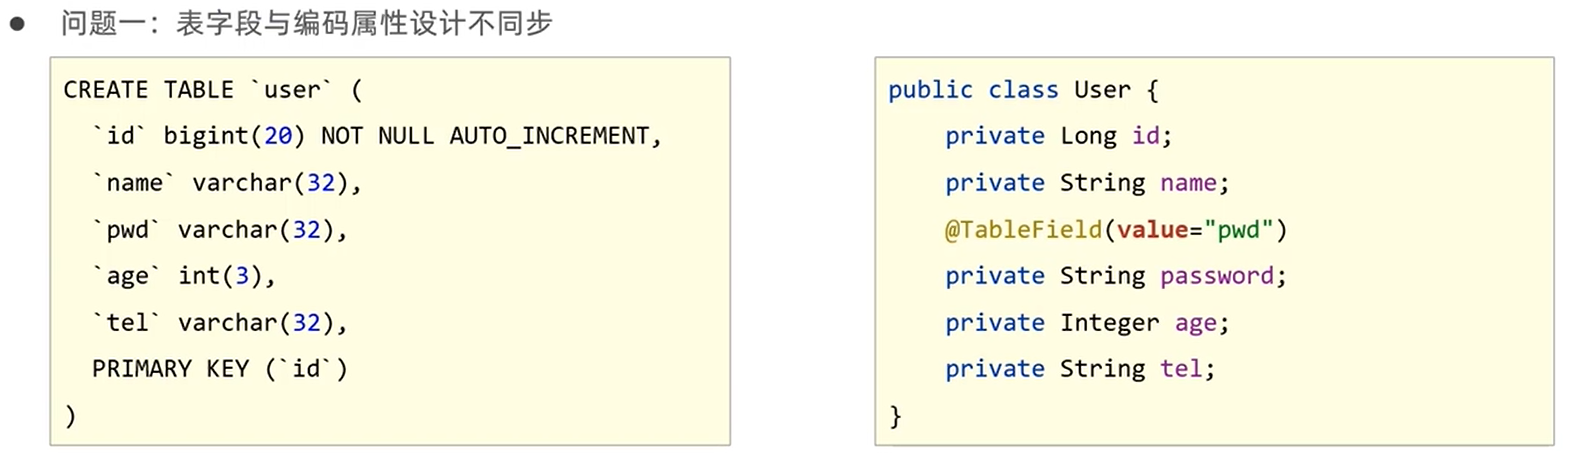 ● 问题一：表字段与编码属性设计不同步
CREATE TABLE `user` (
`id` bigint(20) NOT NULL AUTO_INCREMENT,
`name` varchar(32),
`pwd` varchar(32),
`age` int(3),
`tel` varchar(32),
PRIMARY KEY (`id`)
)
public class User {
private Long id;
private String name;
@TableField(value="pwd")
private String password;
private Integer age;
private String tel;
}